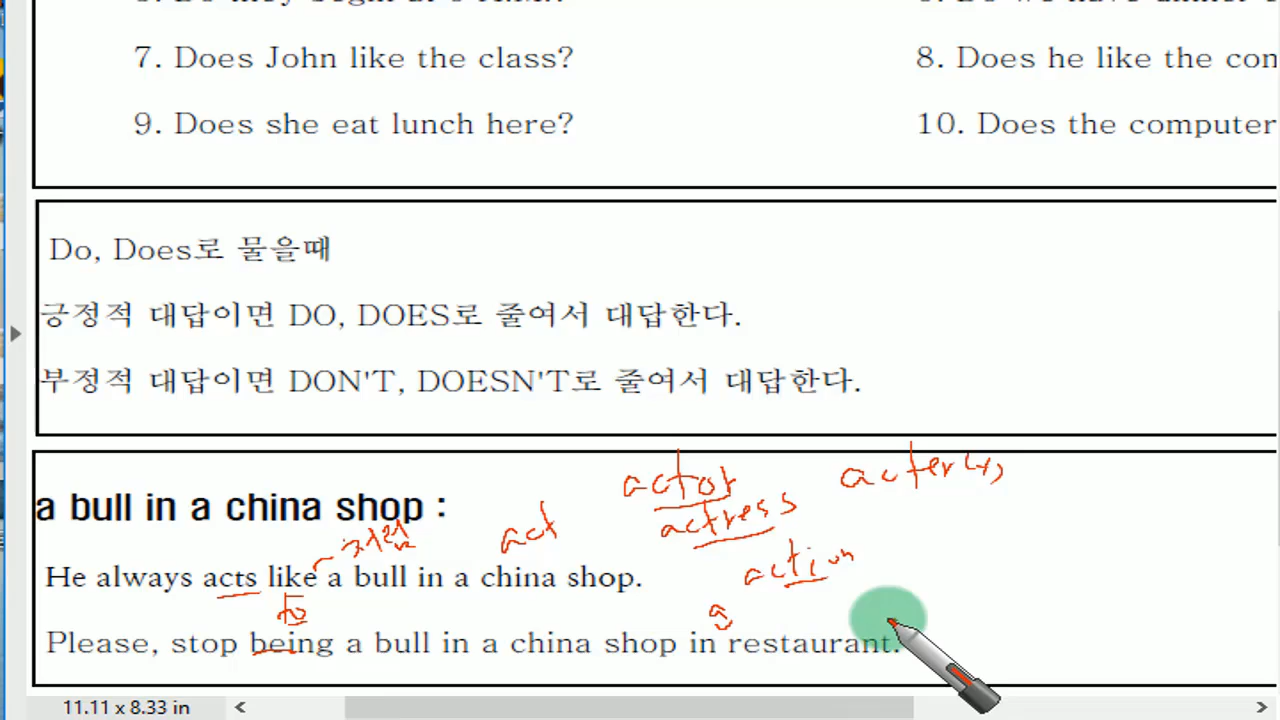 7. Does John like the class?
8. Does he like the con
9. Does she eat lunch here?
10. Does the computer
Do, Does로 물을때
긍정적 대답이면 DO, DOES로 줄여서 대답한다.
부정적 대답이면 DON'T, DOESN'T로 줄여서 대답한다.
actor
acter(x)
a bull in a china shop :
act
actress
action
He always acts like a bull in a china shop.
a
Please, stop being a bull in a china shop in restaurant.
11.11 x 8.33 in